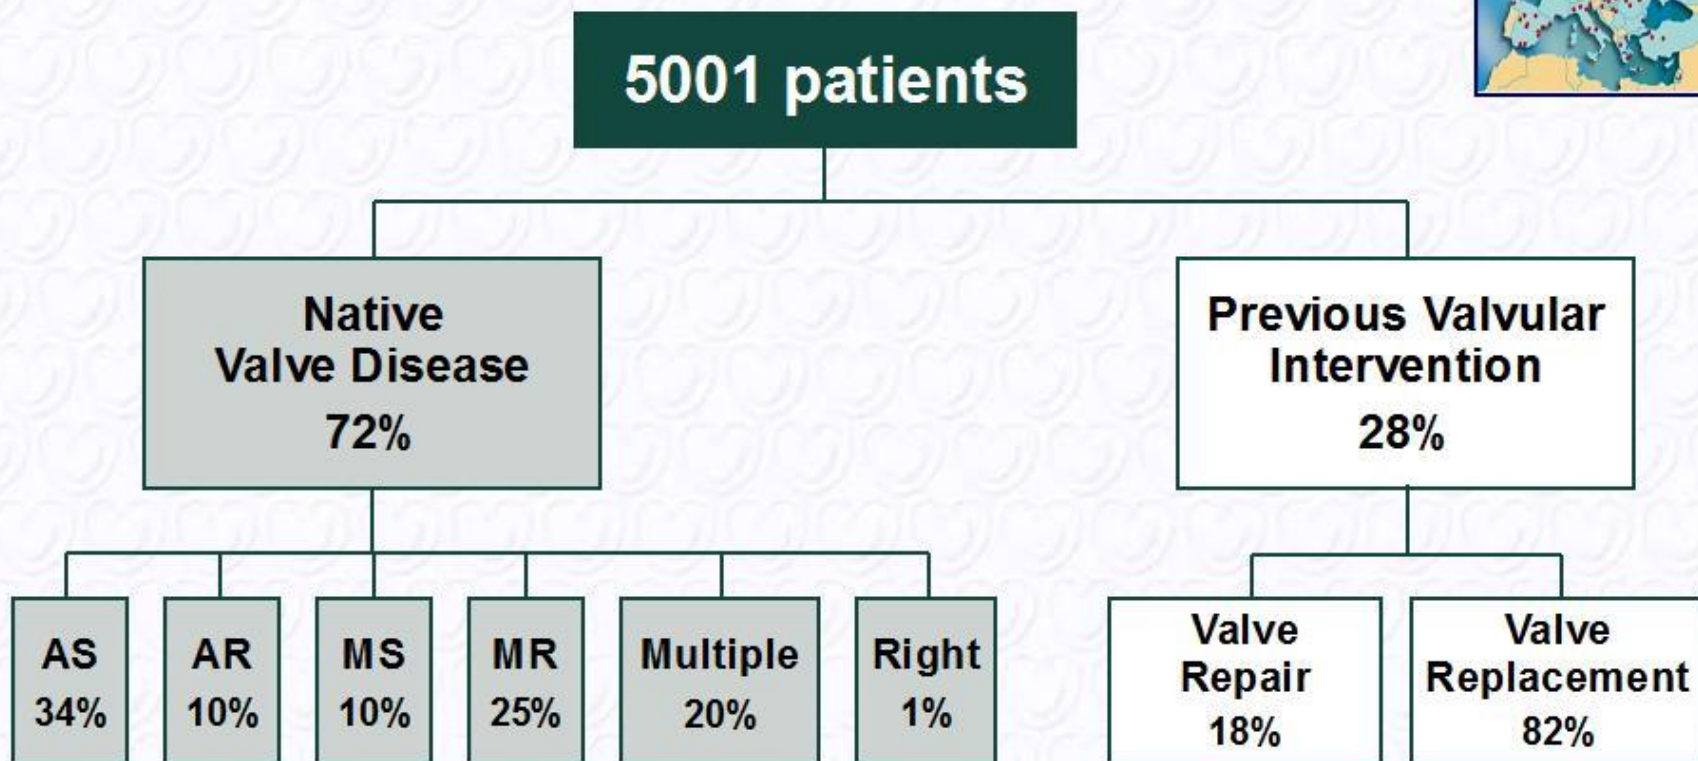 5001 patients
Native
Valve Disease
72%
Previous Valvular
Intervention
28%
AS
34%
AR
10%
MS
10%
MR
25%
Multiple
20%
Right
1%
Valve
Repair
18%
Valve
Replacement
82%